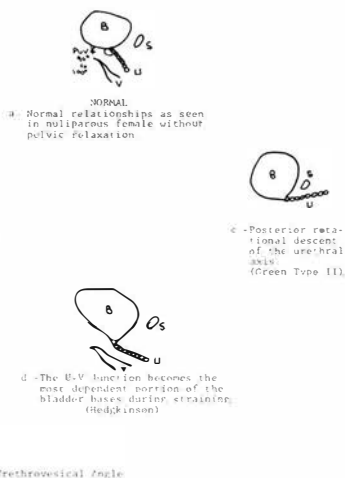 B
S
U
V
NORMAL
a- Normal relationships as seen
in nuliparous female without
pelvic relaxation
B
S
U
c -Posterior rota-
tional descent
of the urethral
axis
(Green Type II)
B
S
U
d -The U-V Junction becomes the
most dependent portion of the
bladder bases during straining
(Hodgkinson)
Urethrovesical Angle